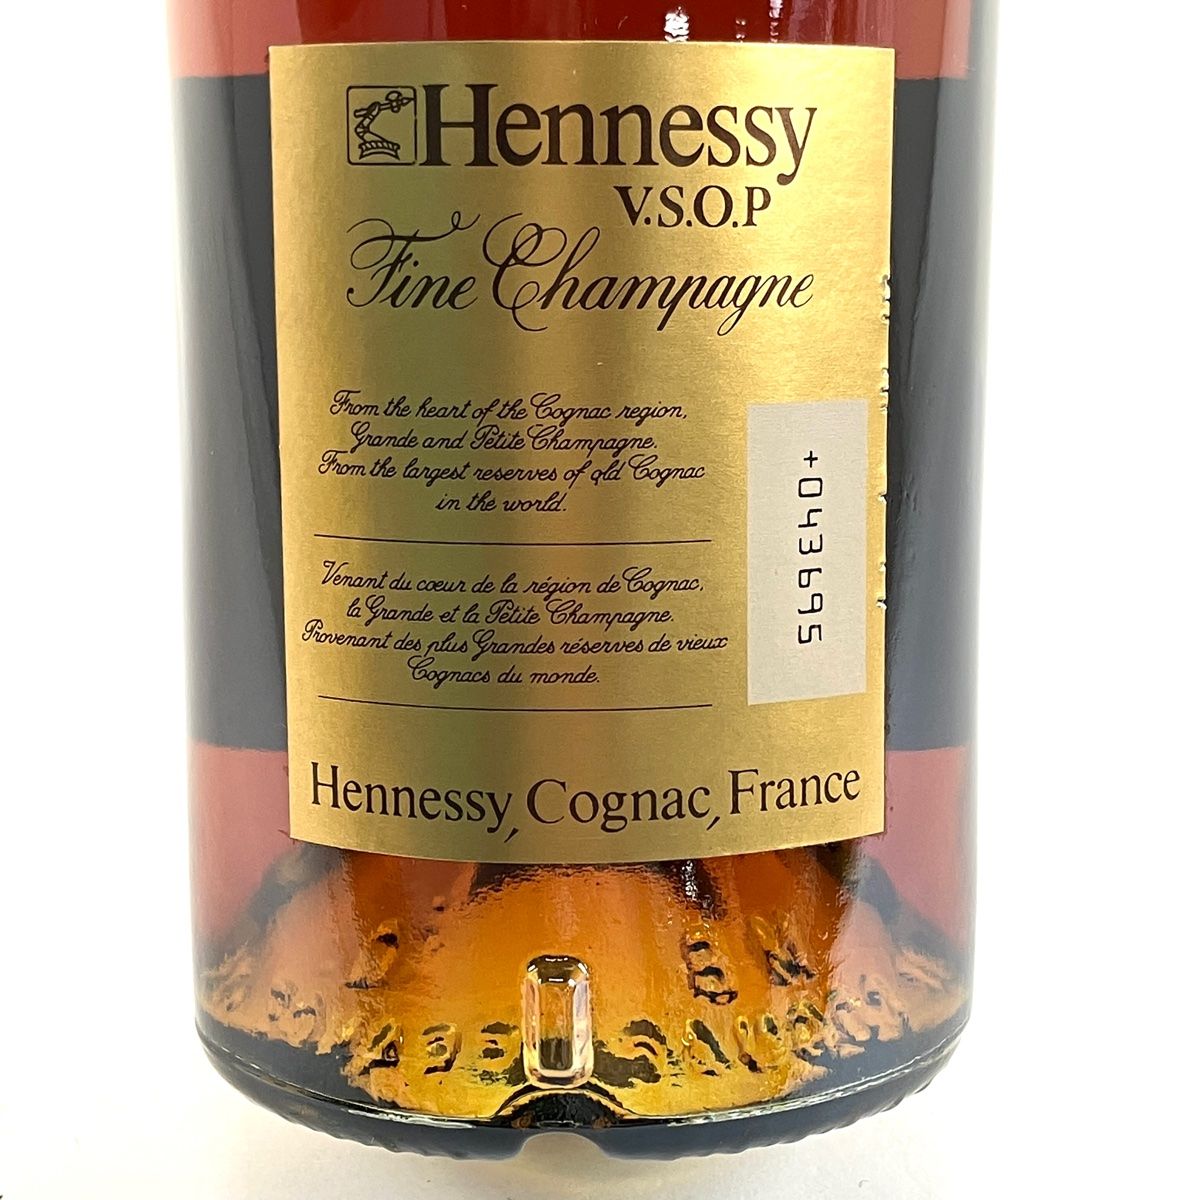 Hennessy
V.S.O.P
Fine Champagne
From the heart of the Cognac region,
Grande and Petite Champagne.
From the largest reserves of old Cognac
in the world.
Venant du cœur de la région de Cognac,
la Grande et la Petite Champagne.
Provenant des plus Grandes réserves de vieux
Cognacs du monde.
+043695
Hennessy, Cognac, France